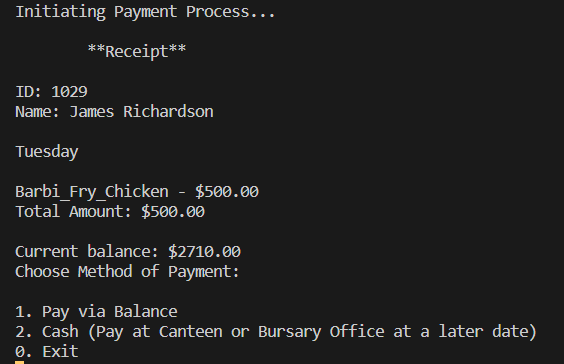 Initiating Payment Process...
**Receipt**
ID: 1029
Name: James Richardson
Tuesday
Barbi_Fry_Chicken - $500.00
Total Amount: $500.00
Current balance: $2710.00
Choose Method of Payment:
1. Pay via Balance
2. Cash (Pay at Canteen or Bursary Office at a later date)
0. Exit